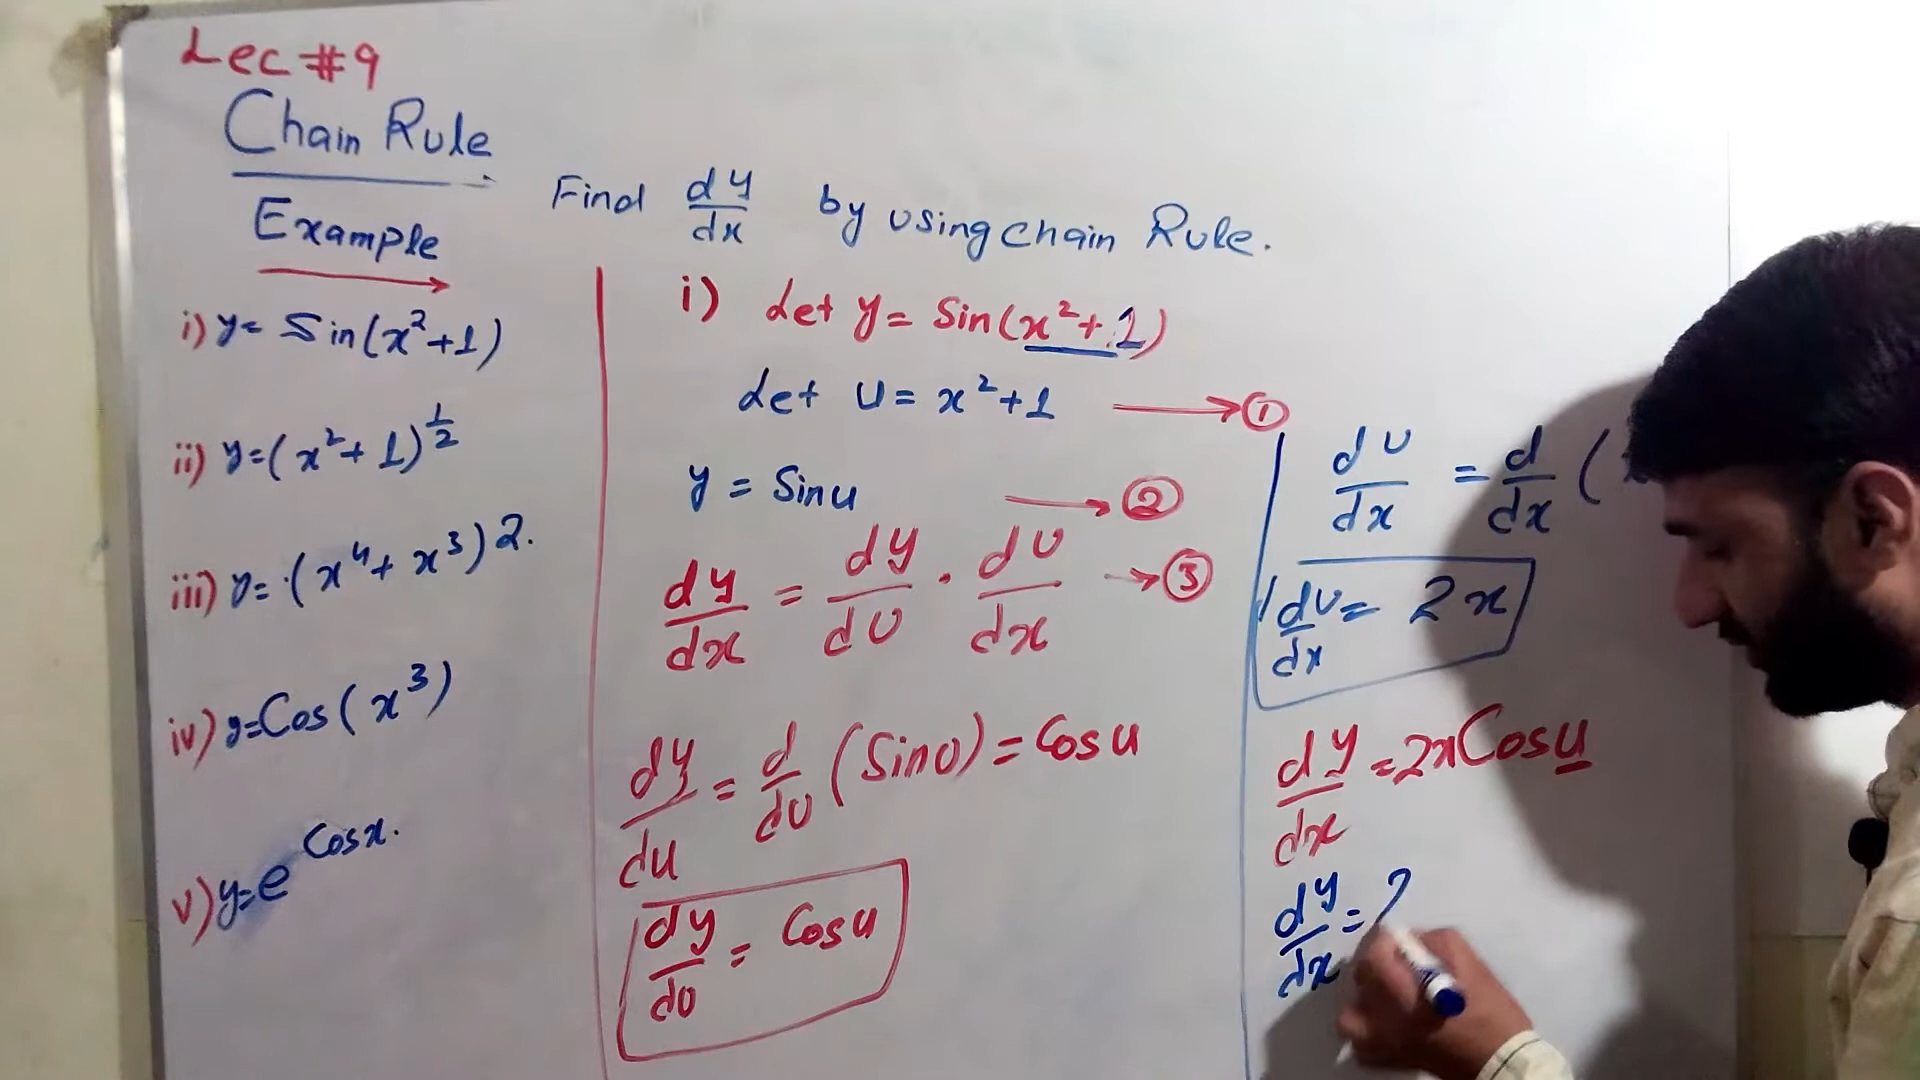 Lec #9
Chain Rule
Example
Find dy/dx by using chain Rule.
i) y= Sin(x²+1)
ii) y=(x²+1)^1/2
iii) y=(x⁴+x³)2.
iv) y=Cos(x³)
v) y=e^Cosx.
i) Let y= Sin(x²+1)
Let u= x²+1 → ①
y = Sinu → ②
dy/dx = dy/du . du/dx → ③
dy/du = d/du (Sinu) = Cosu
dy/du = Cosu
du/dx = d/dx (
du/dx = 2x
dy/dx = 2xCosu
dy/dx = 2